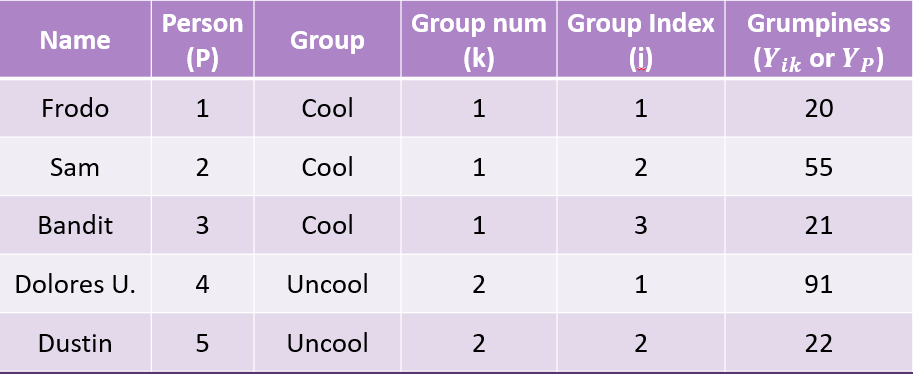 Name Person (P) Group Group num (k) Group Index (i) Grumpiness (Y_ik or Y_P)
Frodo 1 Cool 1 1 20
Sam 2 Cool 1 2 55
Bandit 3 Cool 1 3 21
Dolores U. 4 Uncool 2 1 91
Dustin 5 Uncool 2 2 22